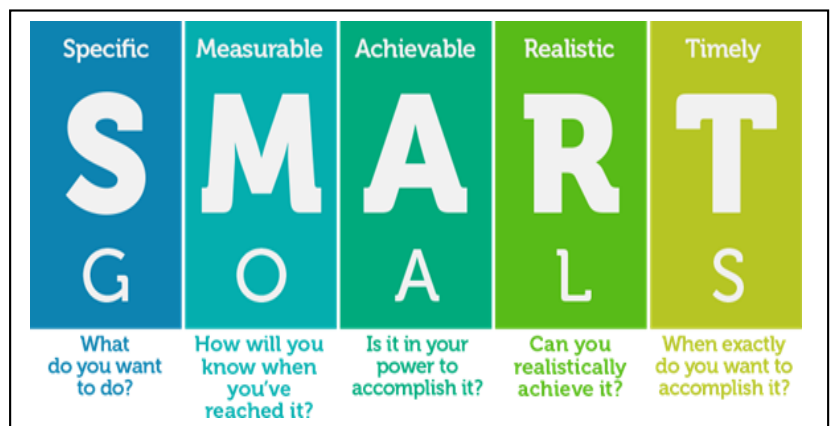 Specific Measurable Achievable Realistic Timely
S M A R T
G O A L S
What
do you want
to do?
How will you
know when
you've
reached it?
Is it in your
power to
accomplish it?
Can you
realistically
achieve it?
When exactly
do you want to
accomplish it?